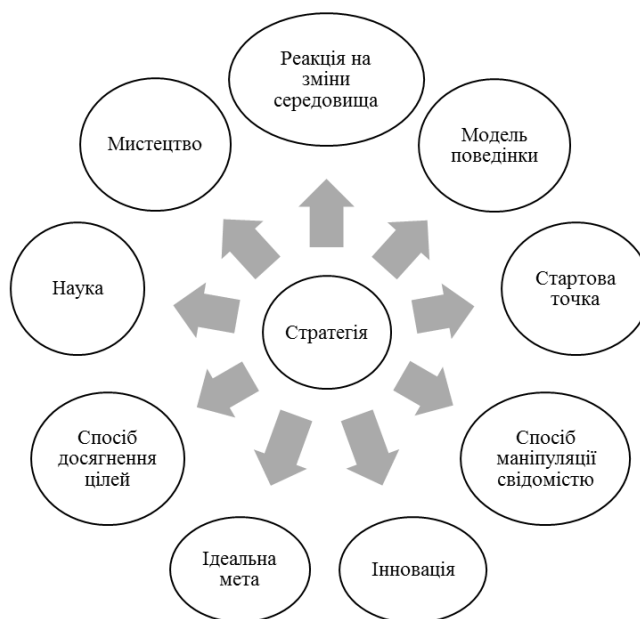 Реакція на
зміни
середовища
Модель
поведінки
Стартова
точка
Спосіб
маніпуляції
свідомістю
Інновація
Ідеальна
мета
Спосіб
досягнення
цілей
Наука
Мистецтво
Стратегія